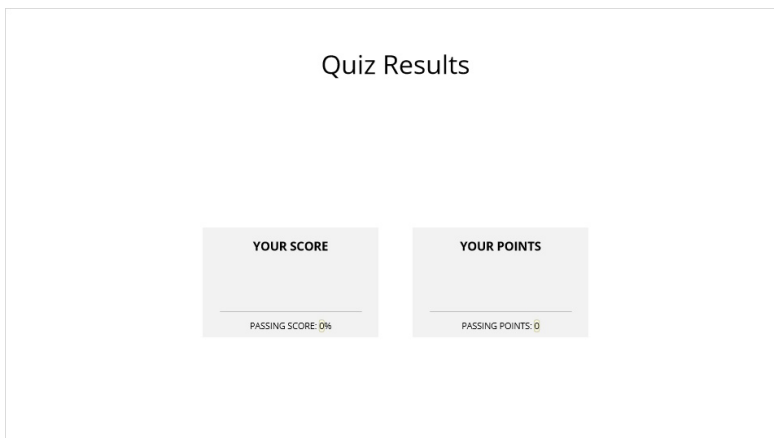 Quiz Results
YOUR SCORE
PASSING SCORE: 0%
YOUR POINTS
PASSING POINTS: 0